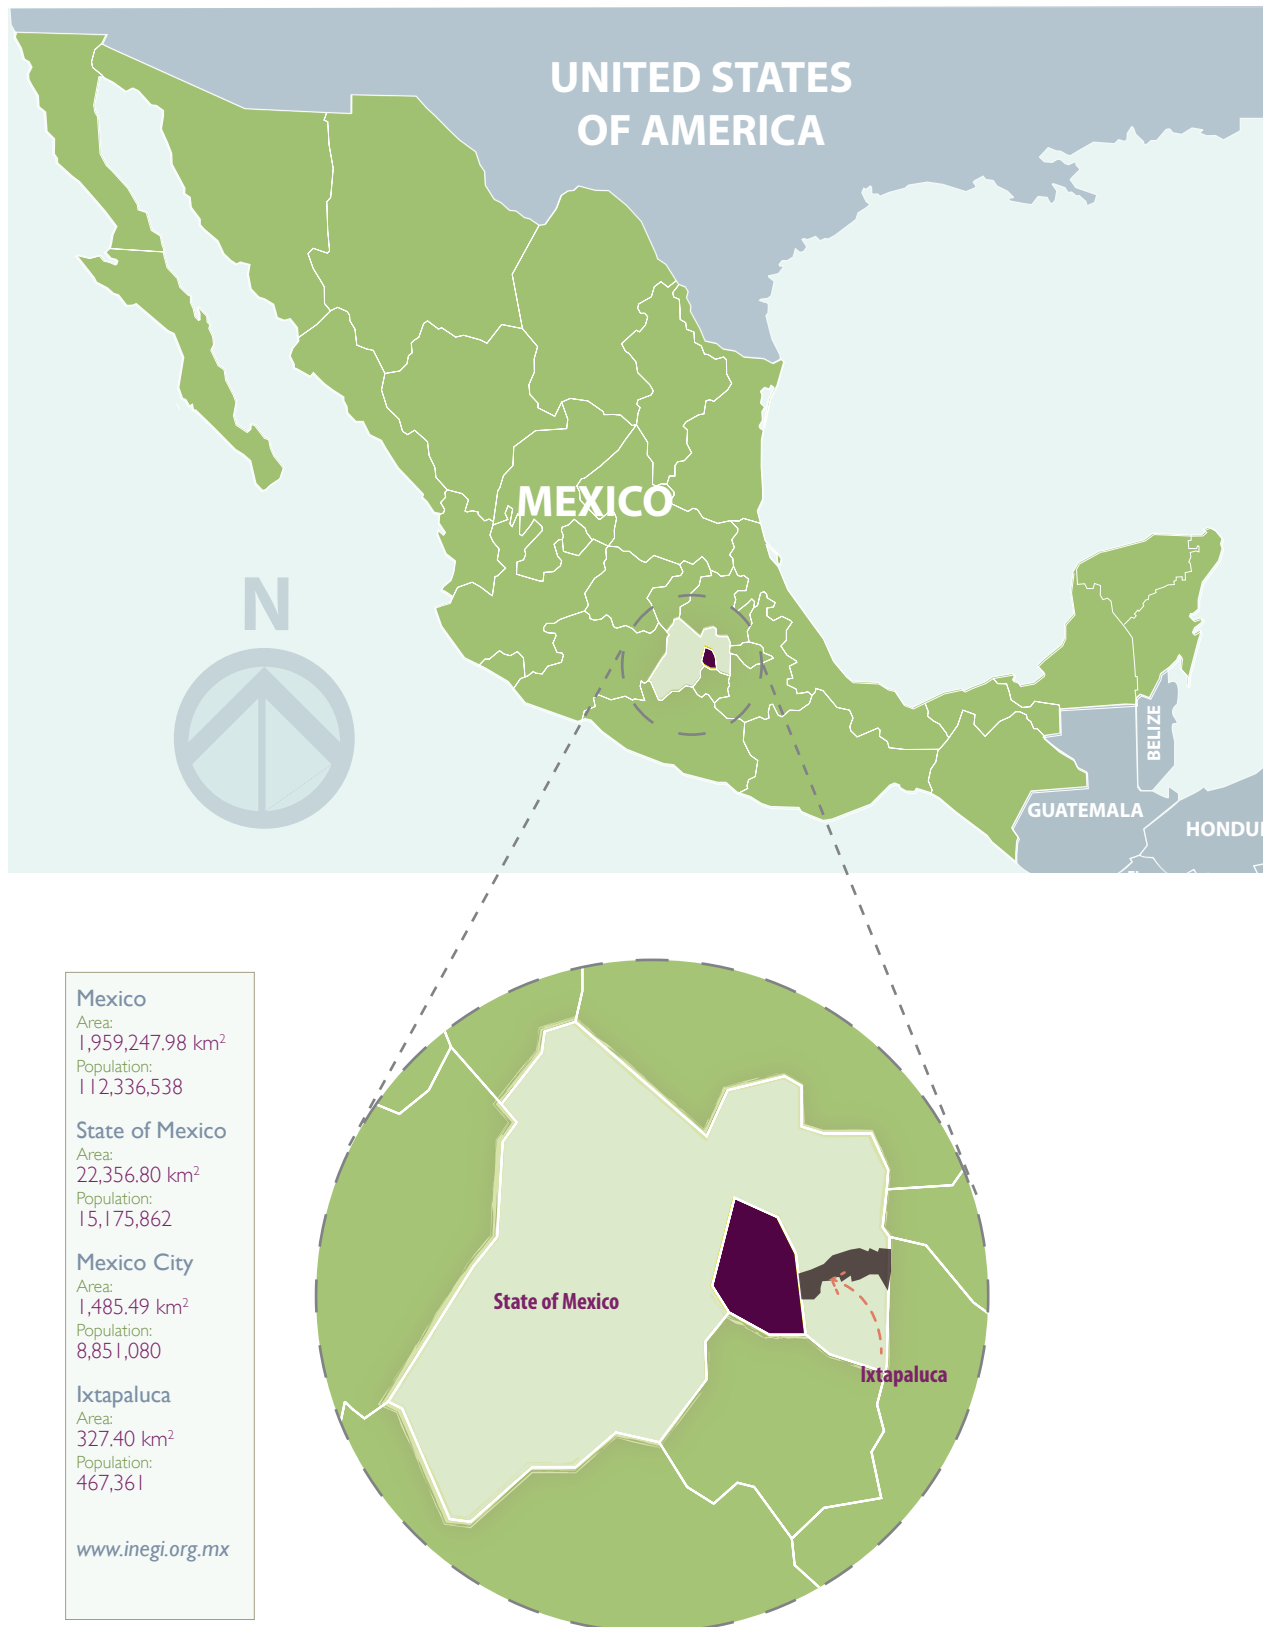 UNITED STATES
OF AMERICA
MEXICO
N
BELIZE
GUATEMALA
HONDU
Mexico
Area:
1,959,247.98 km²
Population:
112,336,538
State of Mexico
Area:
22,356.80 km²
Population:
15,175,862
Mexico City
Area:
1,485.49 km²
Population:
8,851,080
Ixtapaluca
Area:
327.40 km²
Population:
467,361
www.inegi.org.mx
State of Mexico
Ixtapaluca